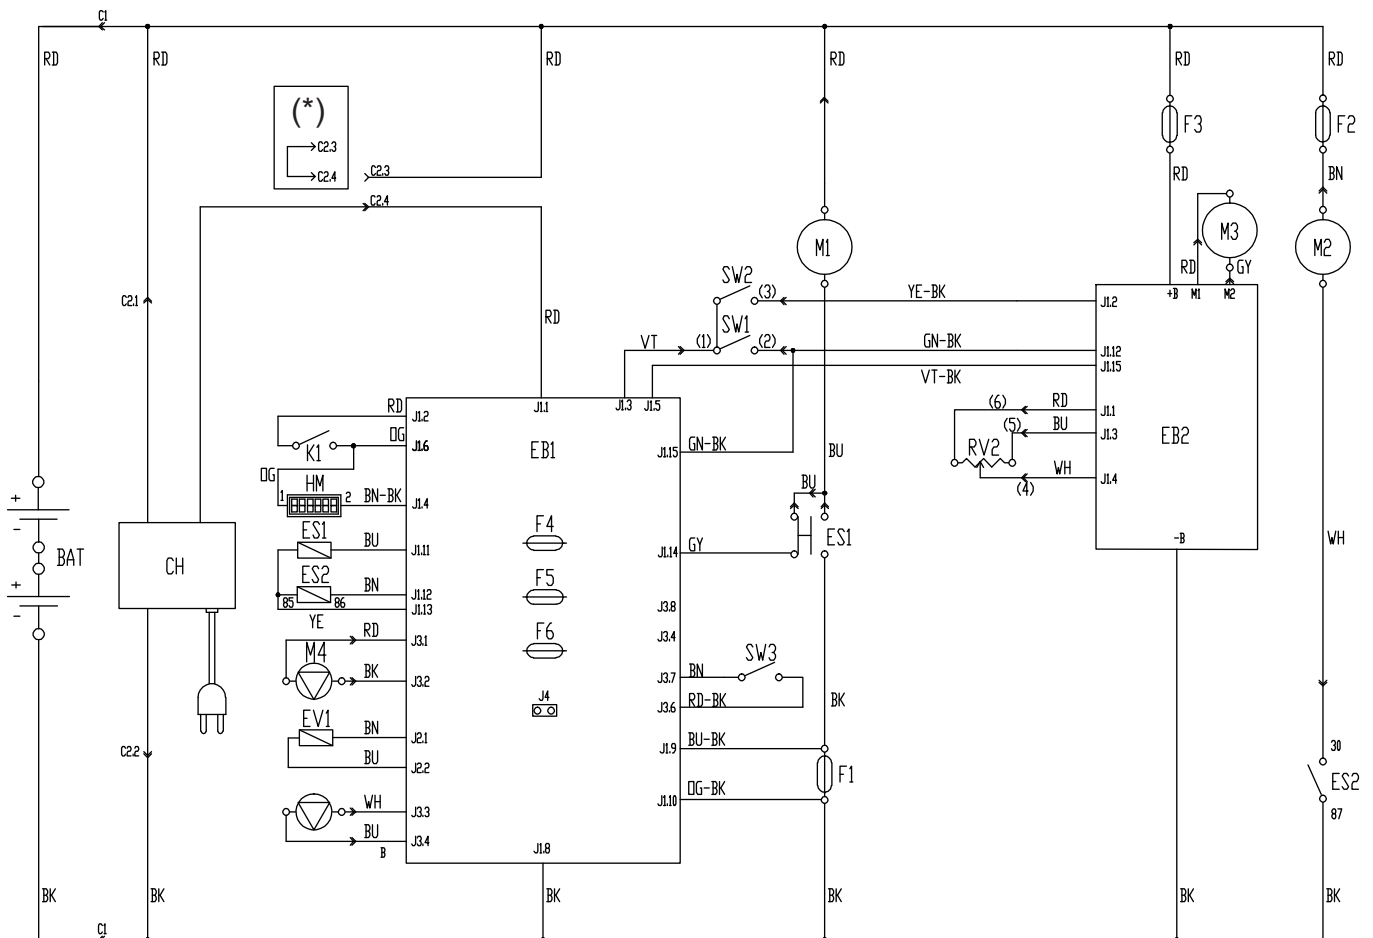 C1
RD RD RD RD RD RD
(*)
C2.3
C2.4
C2.3
C2.4
F3 F2
RD BN
M3
M1 M2
RD GY
SW2
(3) YE-BK
+B M1 M2
C2.1
J1.2
RD
SW1
VT (1) (2) GN-BK
J1.12
J1.15
VT-BK
RD
J1.2 J1.1 J1.3 J1.5
(6) RD J1.1
OG J1.6
K1
EB1
(5) BU J1.3
EB2
GN-BK J1.15
BU
RV2
OG HM
WH J1.4
(4)
1 2 BN-BK J1.4
BU
+
-
BAT
+
-
CH
ES1 BU J1.11
F4
GY J1.14
ES1
-B
WH
ES2 BN J1.12
85 86 J1.13
F5
J3.8
YE
RD J3.1
F6
J3.4
M4
BK J3.2
SW3
BN J3.7
RD-BK J3.6
BK
J4
EV1 BN J2.1
BU J2.2
BU-BK J1.9
C2.2
30
F1
ES2
87
OG-BK J1.10
WH J3.3
BU J3.4
B
J1.8
BK BK BK BK BK BK
C1